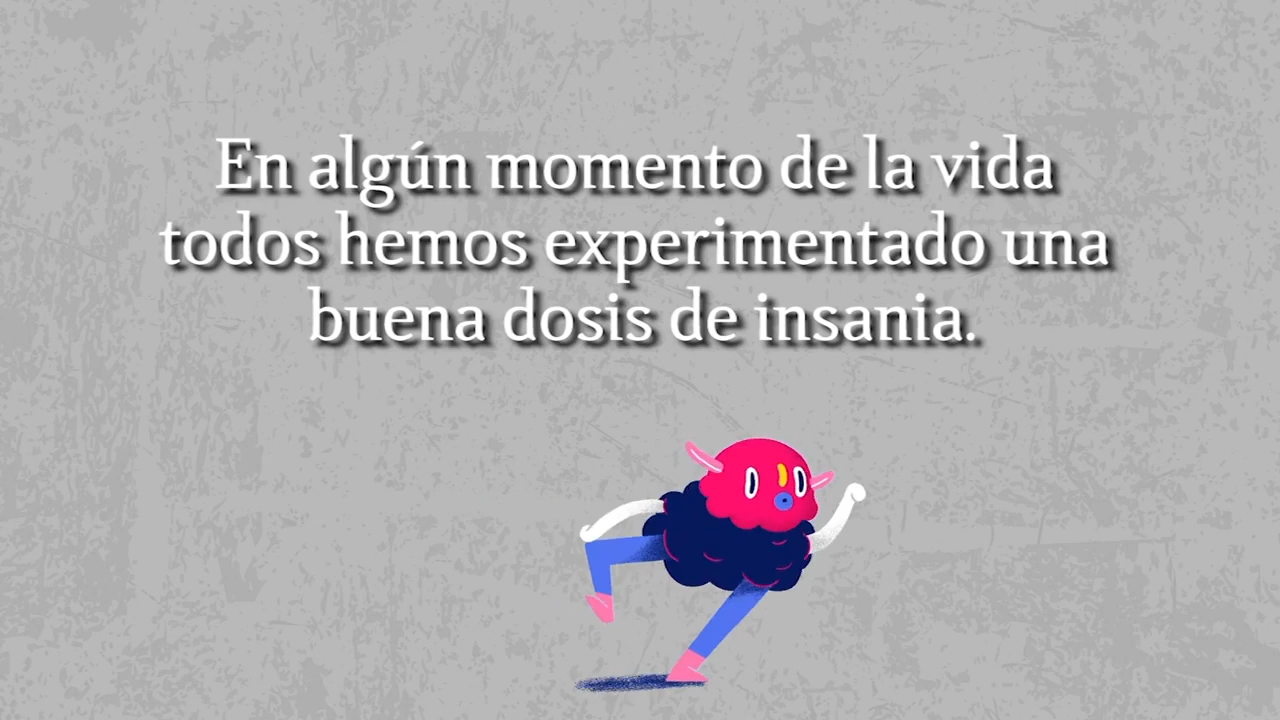 En algún momento de la vida
todos hemos experimentado una
buena dosis de insania.